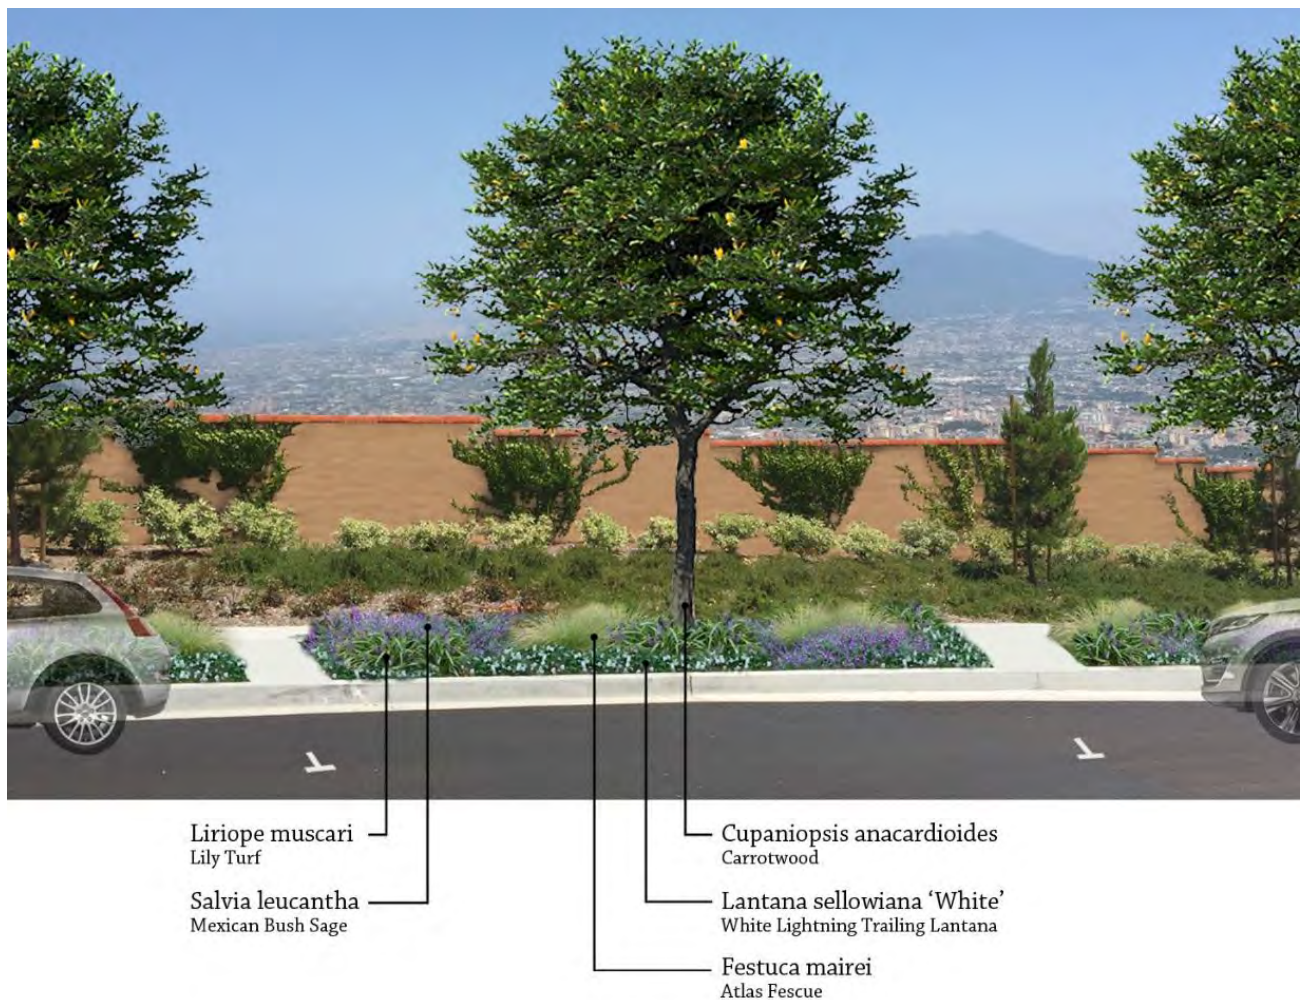 Liriope muscari
Lily Turf
Salvia leucantha
Mexican Bush Sage
Cupaniopsis anacardioides
Carrotwood
Lantana sellowiana ‘White’
White Lightning Trailing Lantana
Festuca mairei
Atlas Fescue